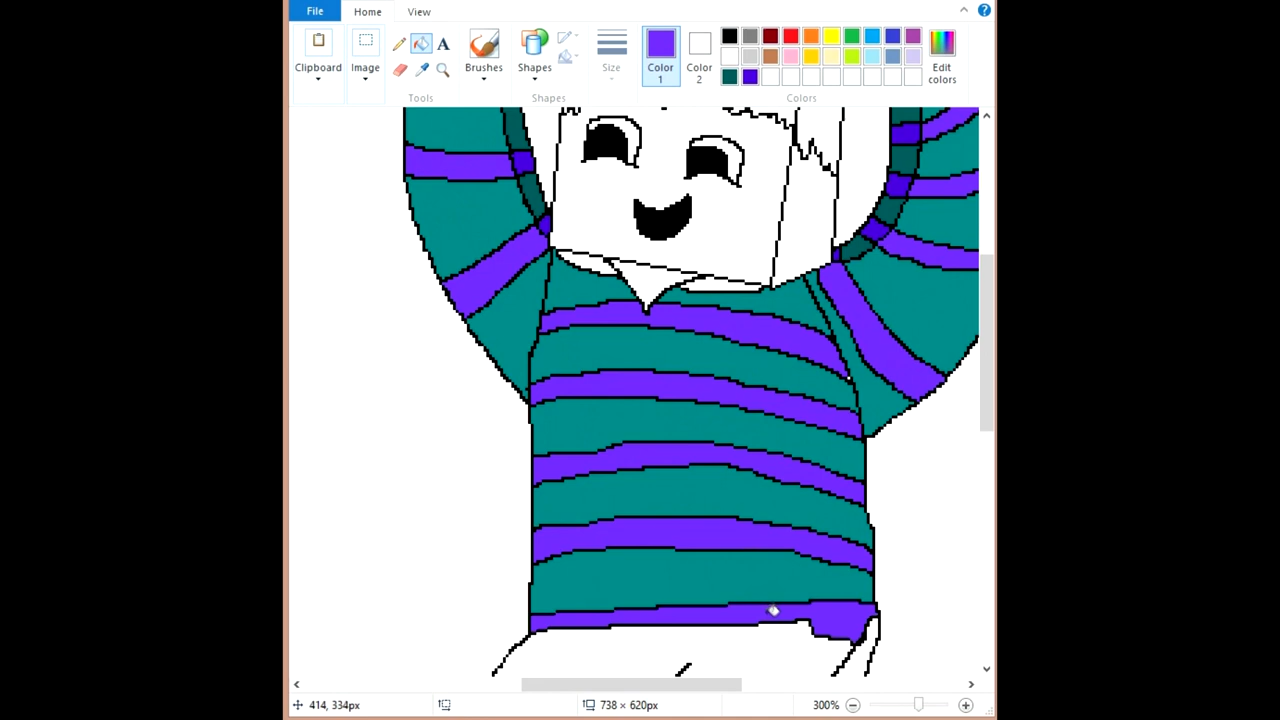 File
Home
View
Clipboard
Image
Tools
A
Brushes
Shapes
Shapes
Size
Color
1
Color
2
Colors
Edit
colors
414, 334px
738 × 620px
300%